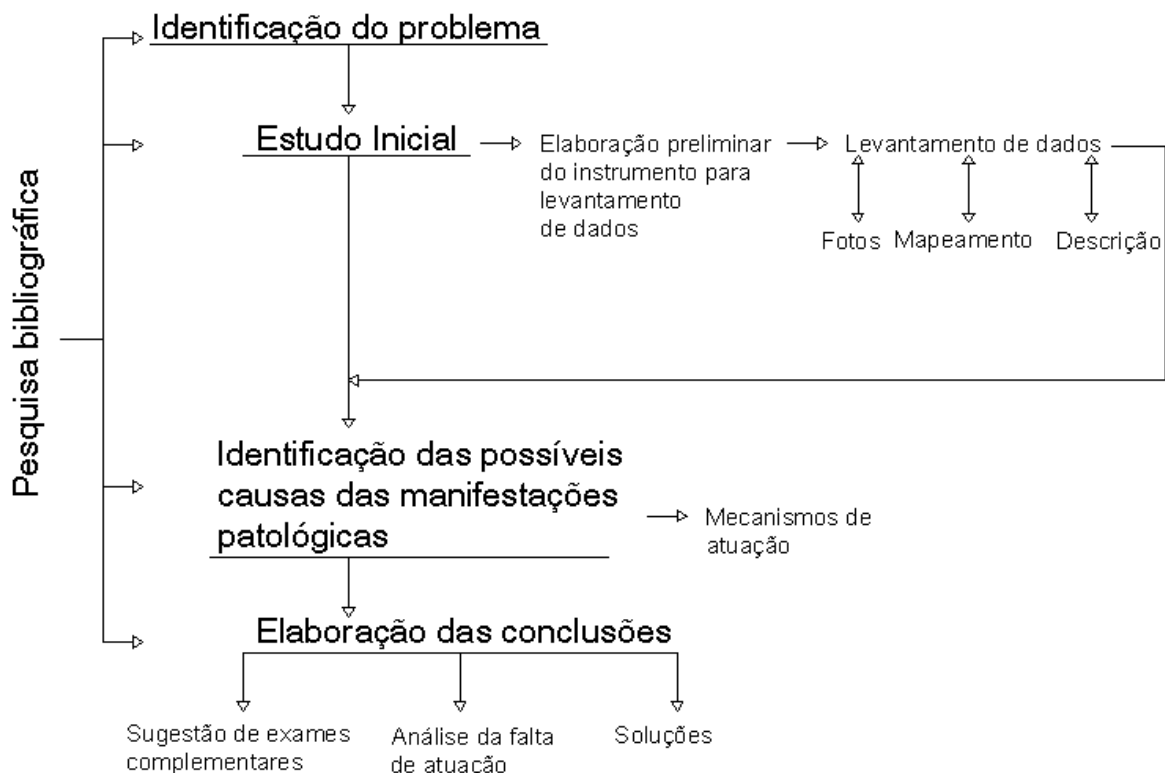 Pesquisa bibliográfica
Identificação do problema
Estudo Inicial
Elaboração preliminar
do instrumento para
levantamento
de dados
Levantamento de dados
Fotos
Mapeamento
Descrição
Identificação das possíveis
causas das manifestações
patológicas
Mecanismos de
atuação
Elaboração das conclusões
Sugestão de exames
complementares
Análise da falta
de atuação
Soluções